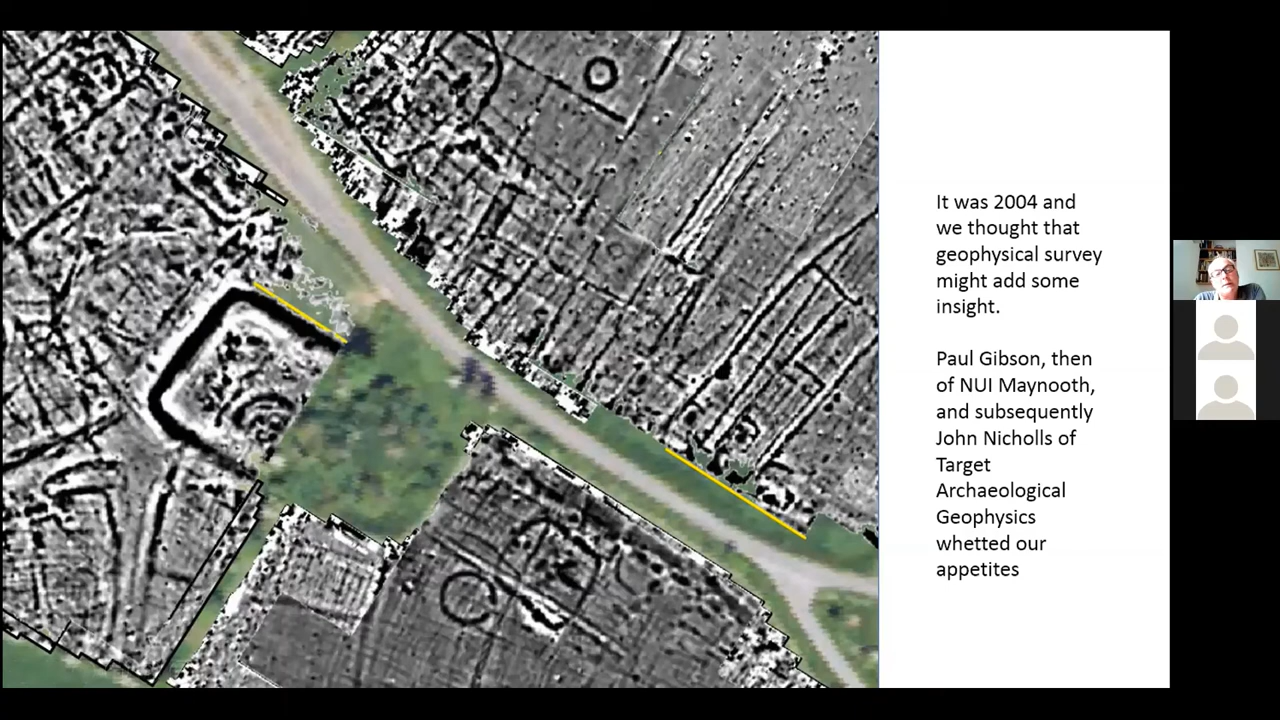 It was 2004 and
we thought that
geophysical survey
might add some
insight.
Paul Gibson, then
of NUI Maynooth,
and subsequently
John Nicholls of
Target
Archaeological
Geophysics
whetted our
appetites